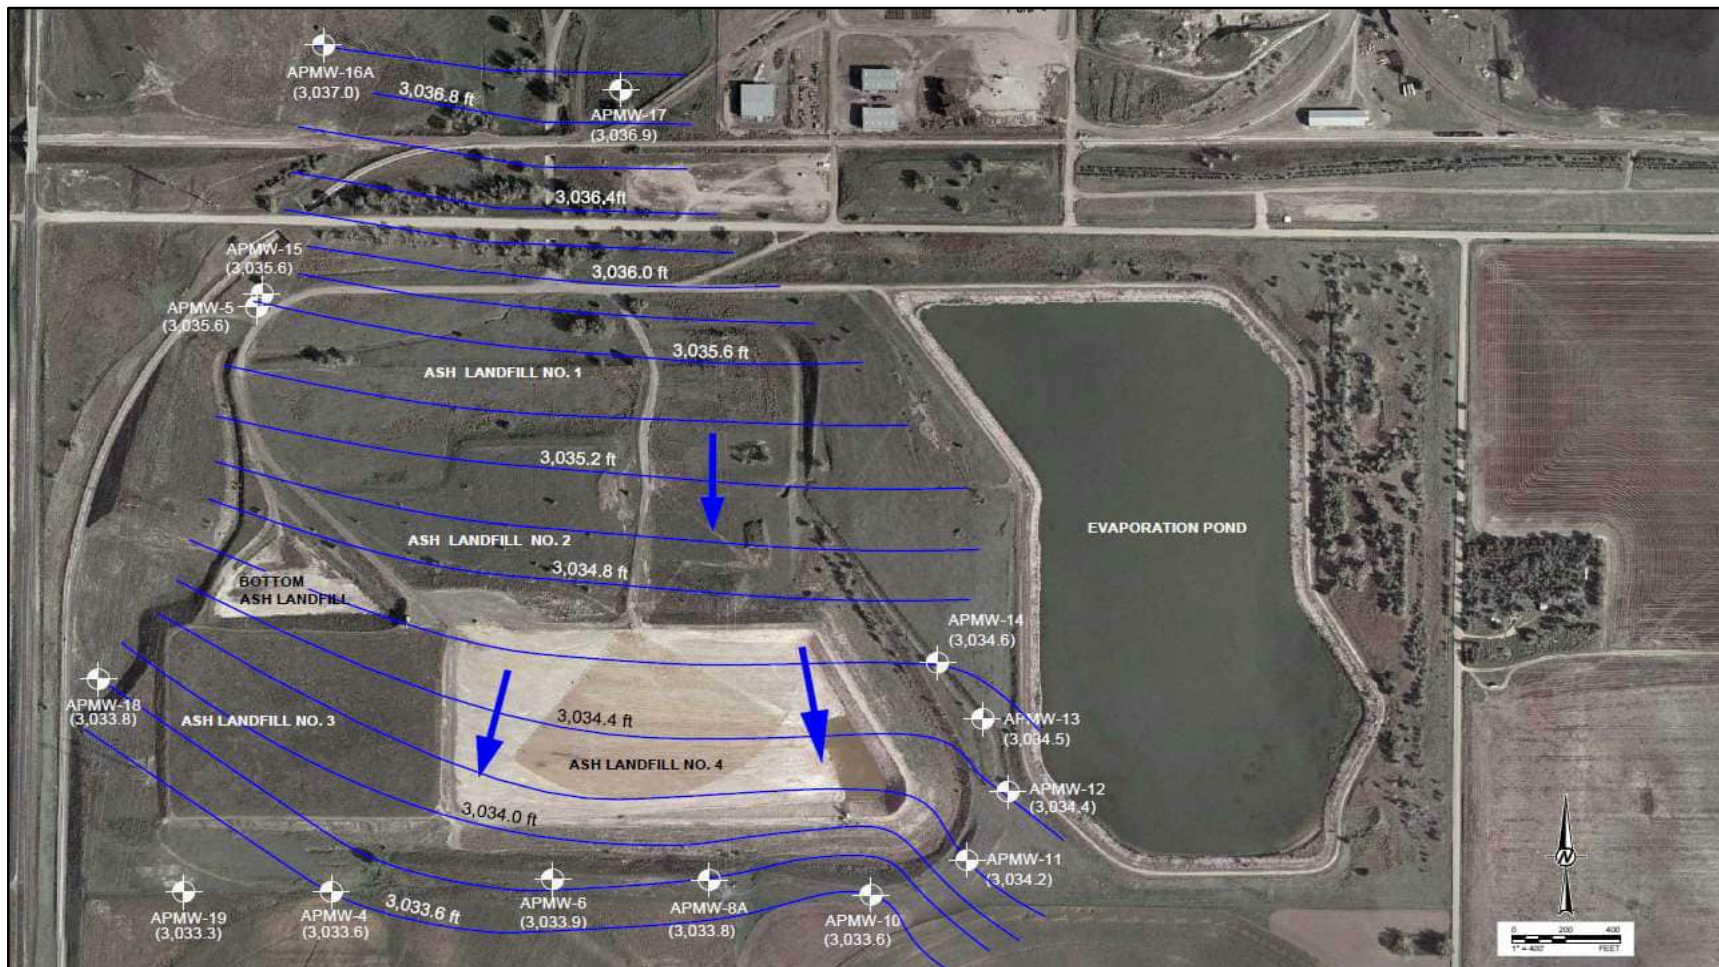 APMW-16A
(3,037.0)
3,036.8 ft
APMW-17
(3,036.9)
3,036.4ft
APMW-15
(3,035.6)
3,036.0 ft
APMW-5
(3,035.6)
3,035.6 ft
ASH LANDFILL NO. 1
3,035.2 ft
EVAPORATION POND
ASH LANDFILL NO. 2
3,034.8 ft
BOTTOM
ASH LANDFILL
APMW-14
(3,034.6)
APMW-18
(3,033.8)
ASH LANDFILL NO. 3
3,034.4 ft
APMW-13
(3,034.5)
ASH LANDFILL NO. 4
APMW-12
(3,034.4)
3,034.0 ft
APMW-11
(3,034.2)
APMW-19
(3,033.3)
APMW-4
(3,033.6)
3,033.6 ft
APMW-6
(3,033.9)
APMW-8A
(3,033.8)
APMW-10
(3,033.6)
N
0 200 400
1" = 400' FEET